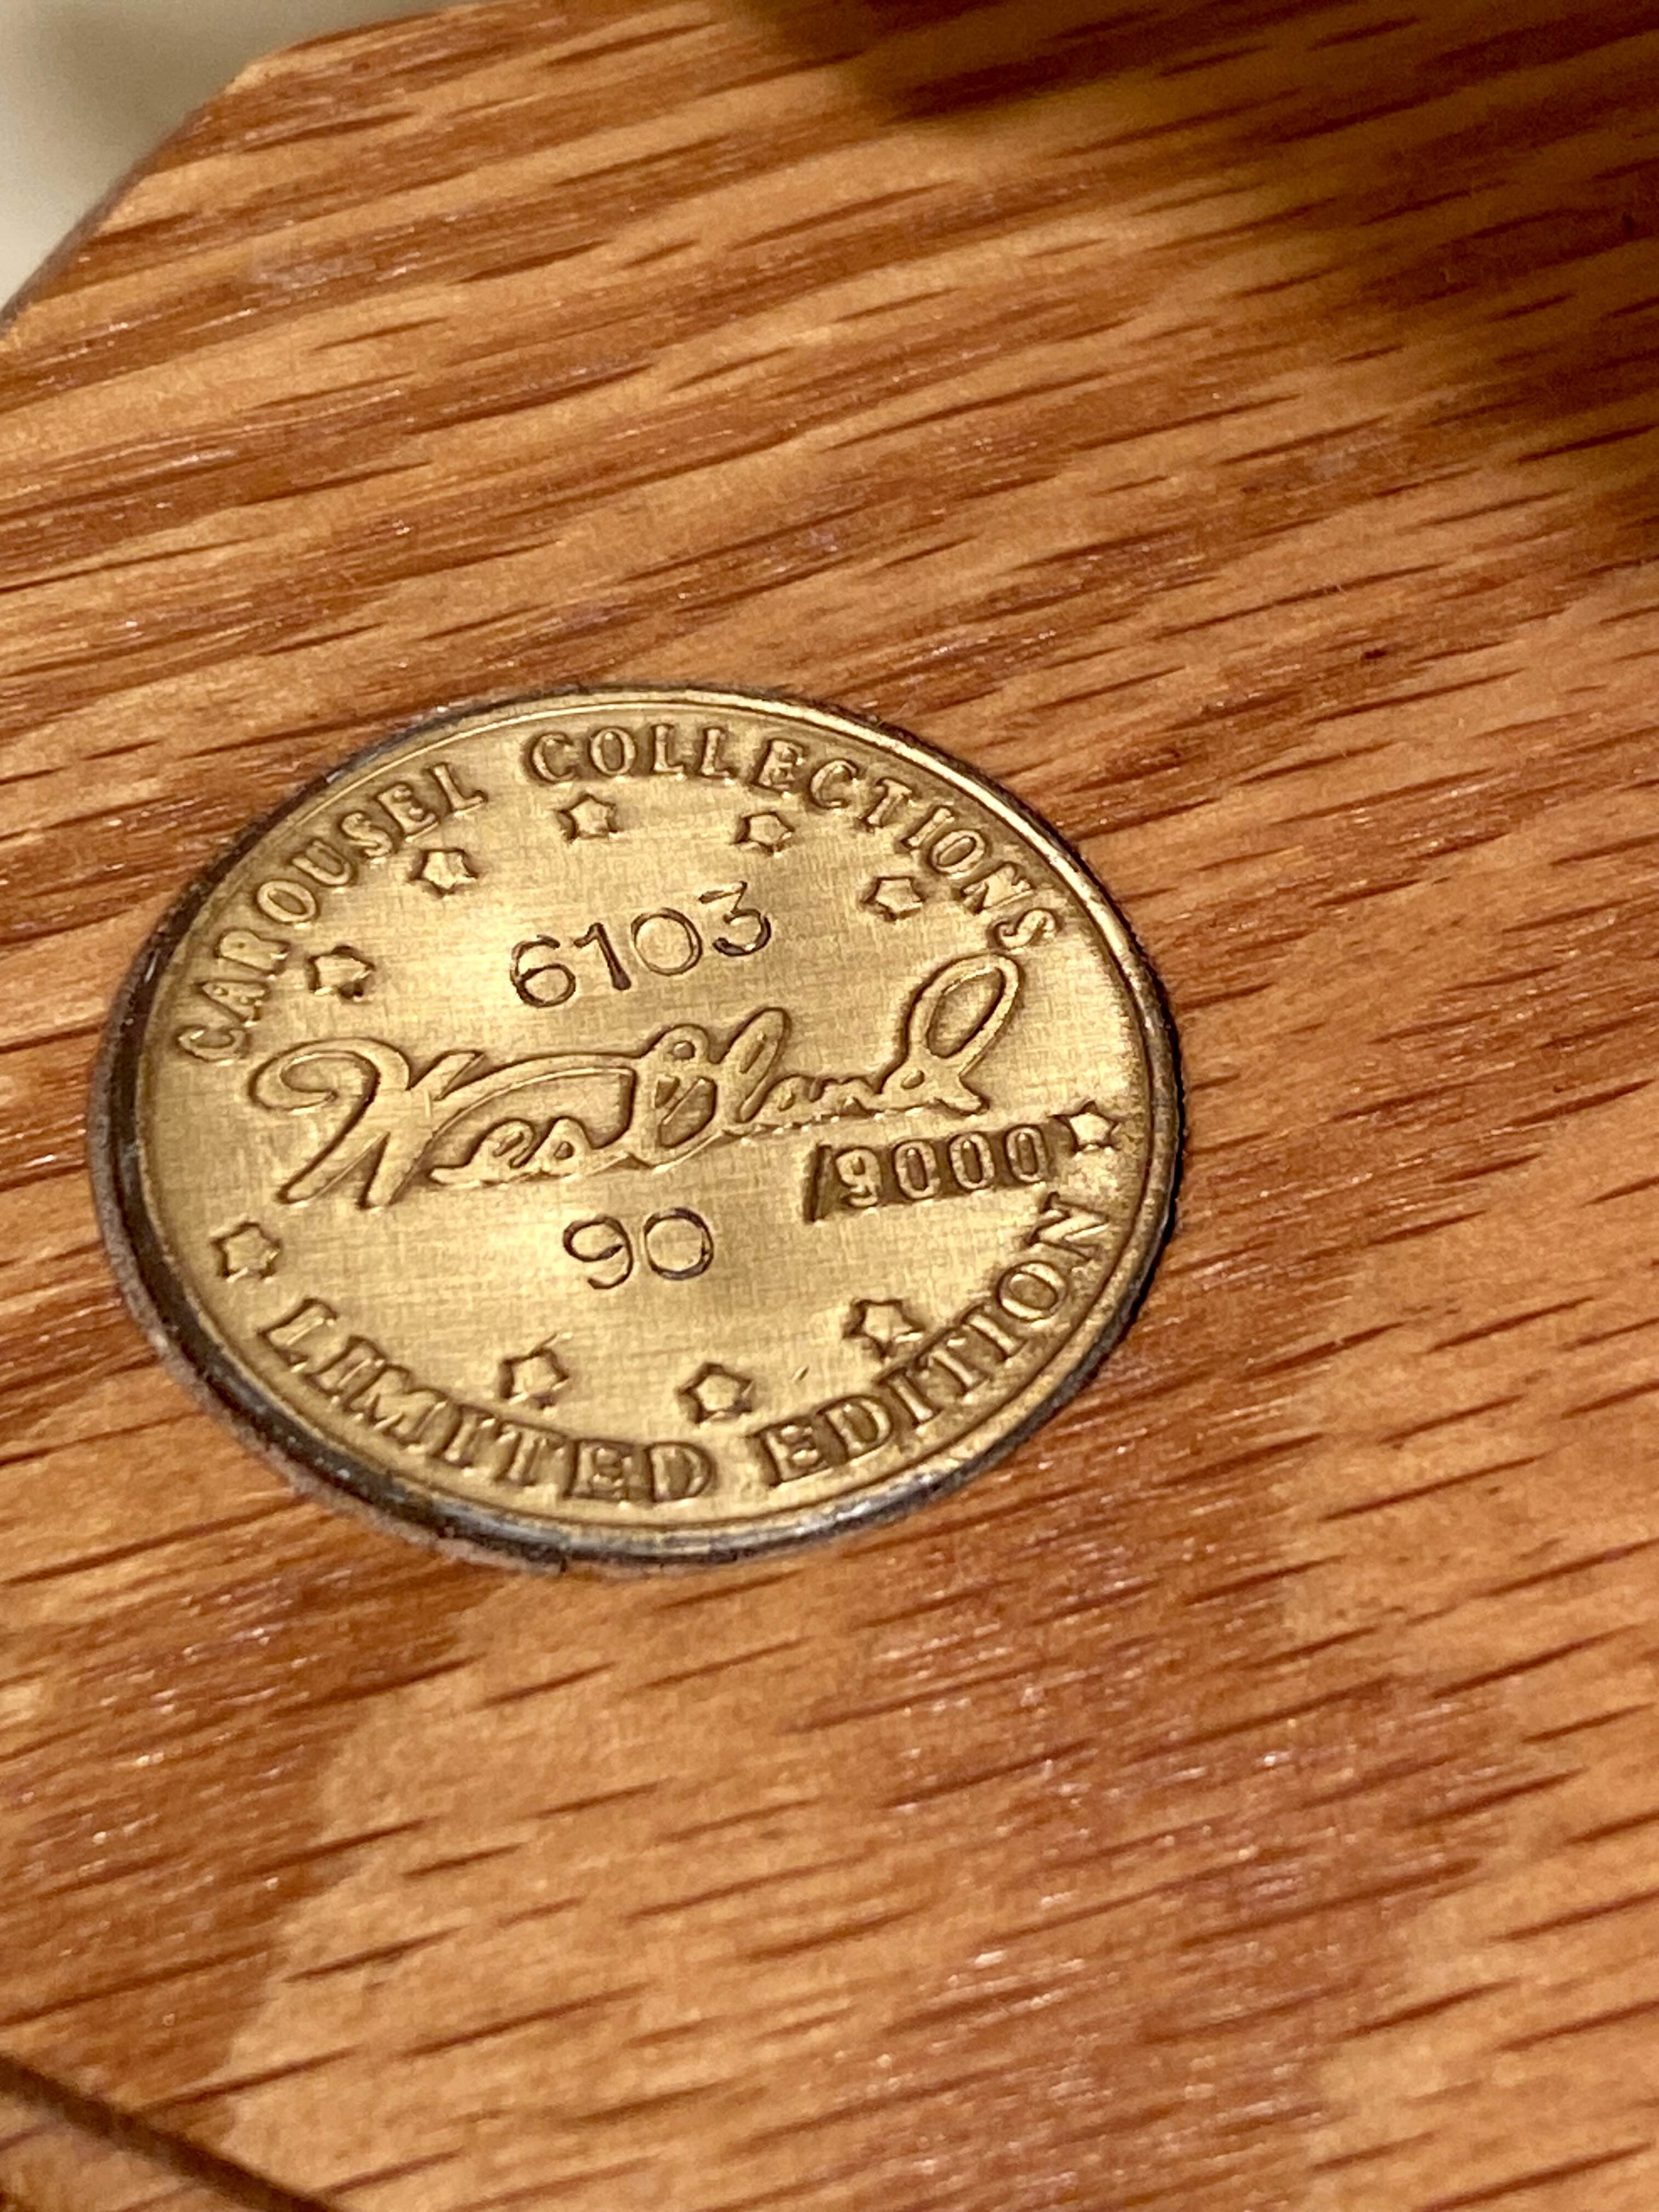 CAROUSEL COLLECTIONS
6103
Westland
/9000
90
LIMITED EDITION